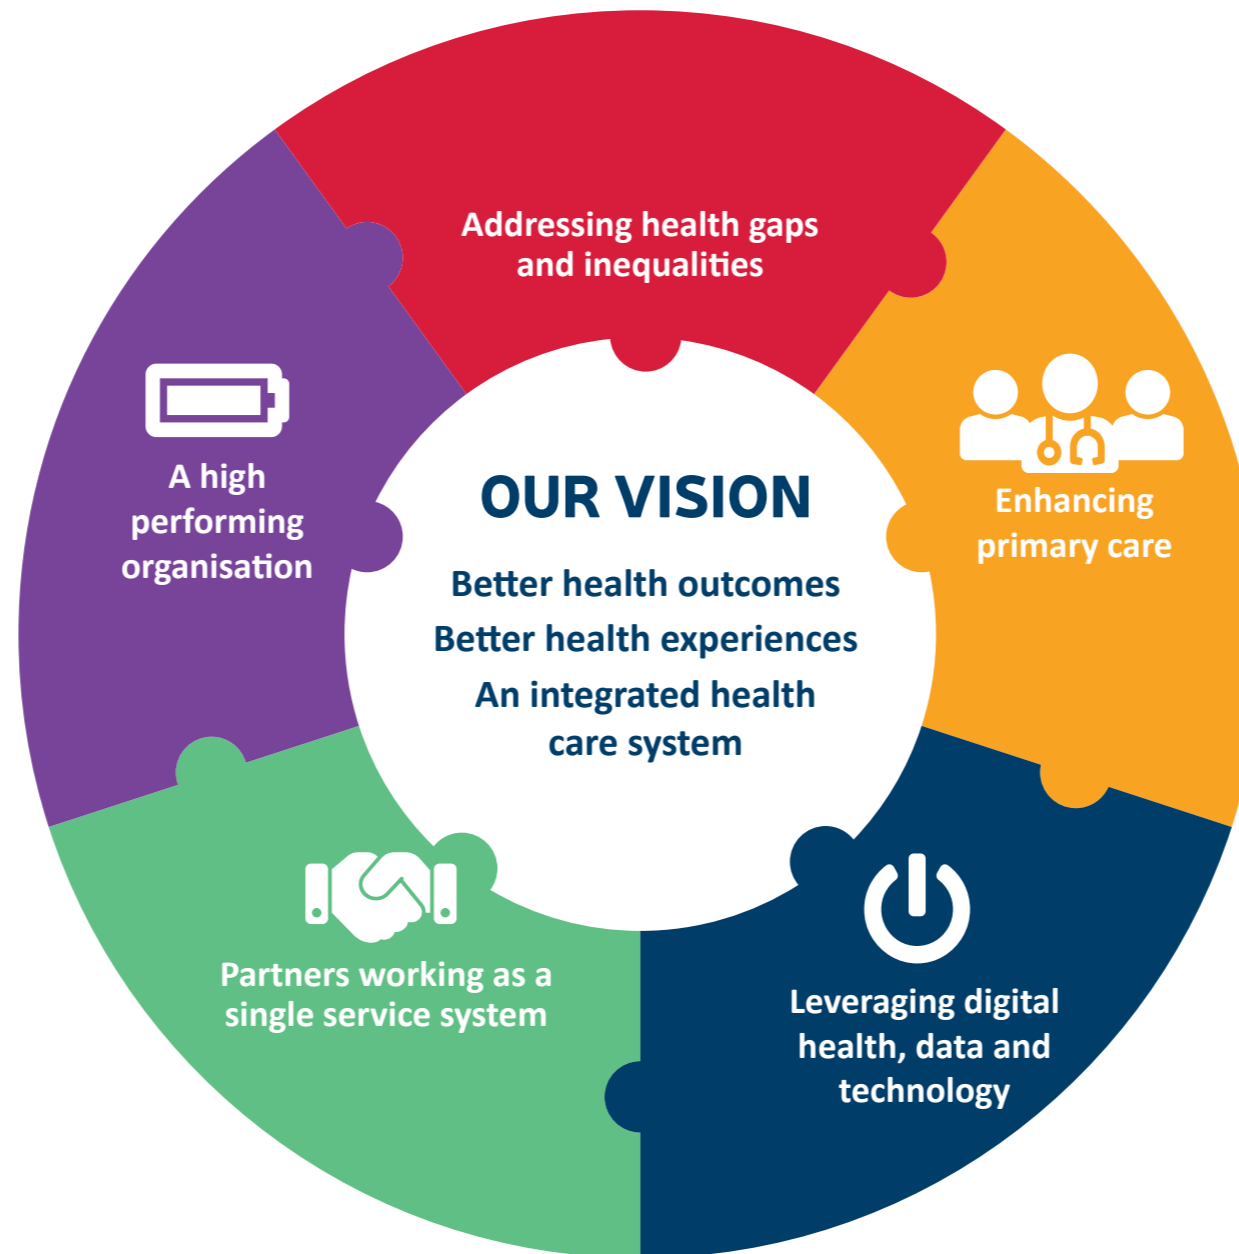 Addressing health gaps
and inequalities
Enhancing
primary care
Leveraging digital
health, data and
technology
Partners working as a
single service system
A high
performing
organisation
OUR VISION
Better health outcomes
Better health experiences
An integrated health
care system